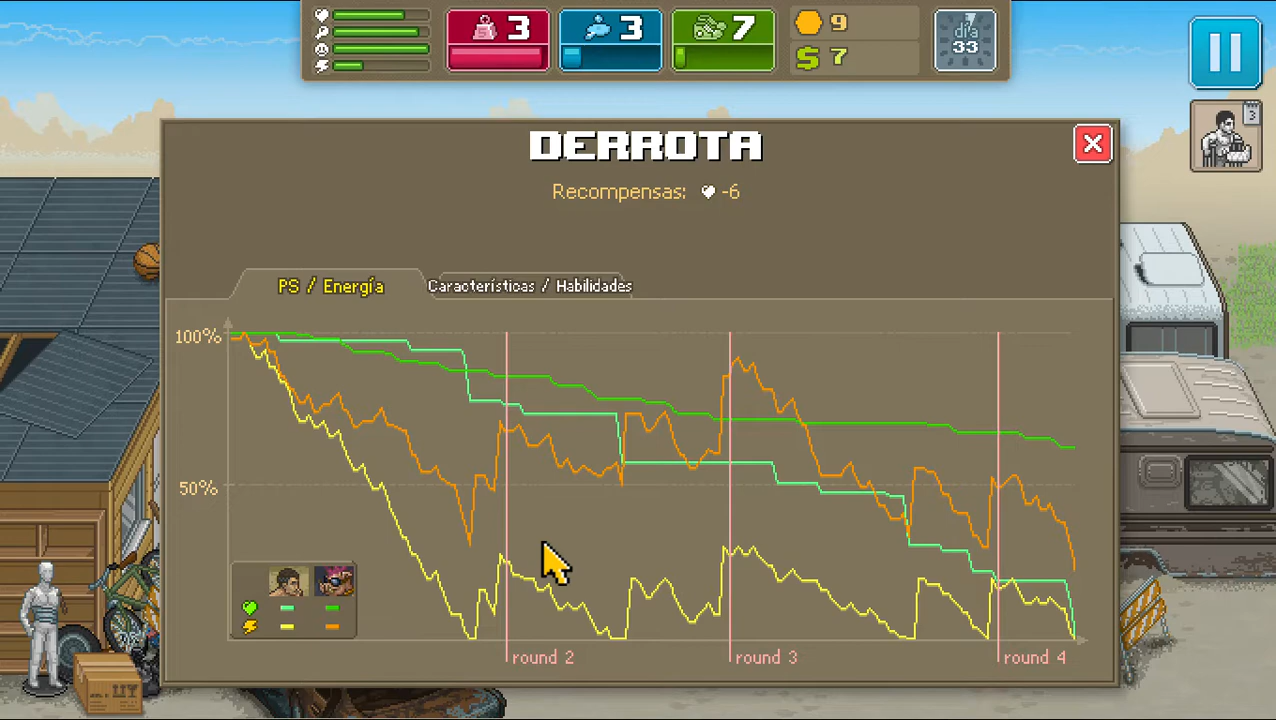 3 3 7 9 día
$ 7 33
3
DERROTA
Recompensas: -6
PS / Energía Características / Habilidades
100%
50%
round 2 round 3 round 4